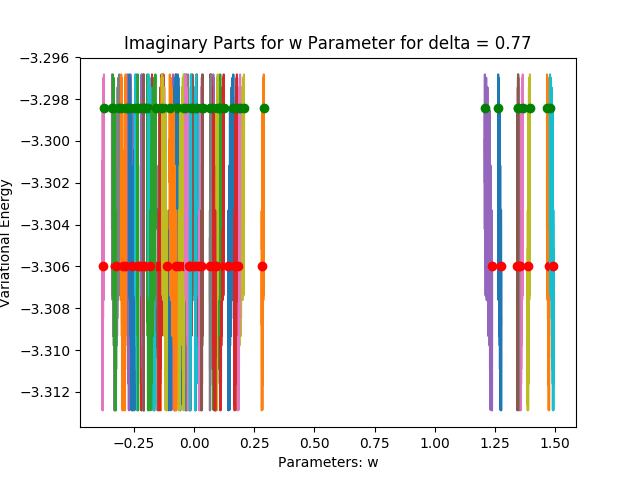 Imaginary Parts for w Parameter for delta = 0.77
−3.296
−3.298
−3.300
−3.302
−3.304
−3.306
−3.308
−3.310
−3.312
Variational Energy
−0.25 0.00 0.25 0.50 0.75 1.00 1.25 1.50
Parameters: w